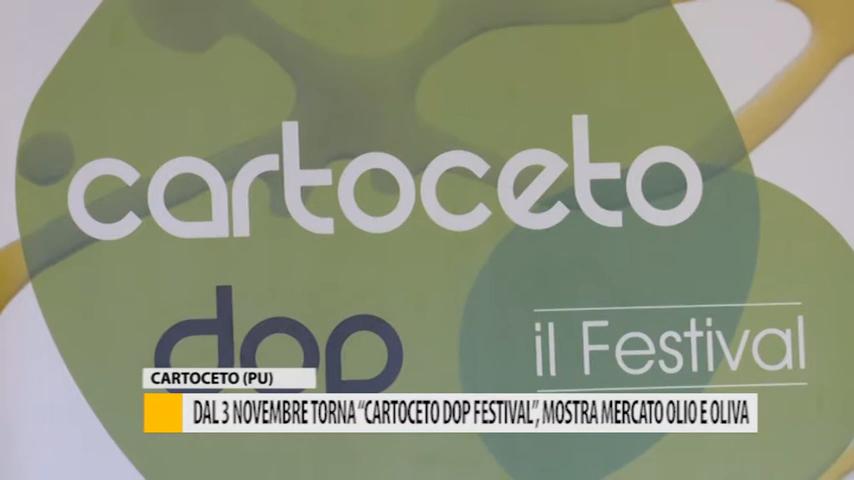 cartoceto
dop
il Festival
CARTOCETO (PU)
DAL 3 NOVEMBRE TORNA “CARTOCETO DOP FESTIVAL”, MOSTRA MERCATO OLIO E OLIVA